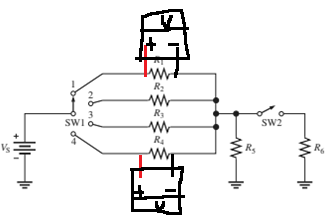 V
+ -
R₁
1
R₂
2
SW1
3
R₃
4
R₄
+
Vs
-
R₅
SW2
R₆
+ -
V